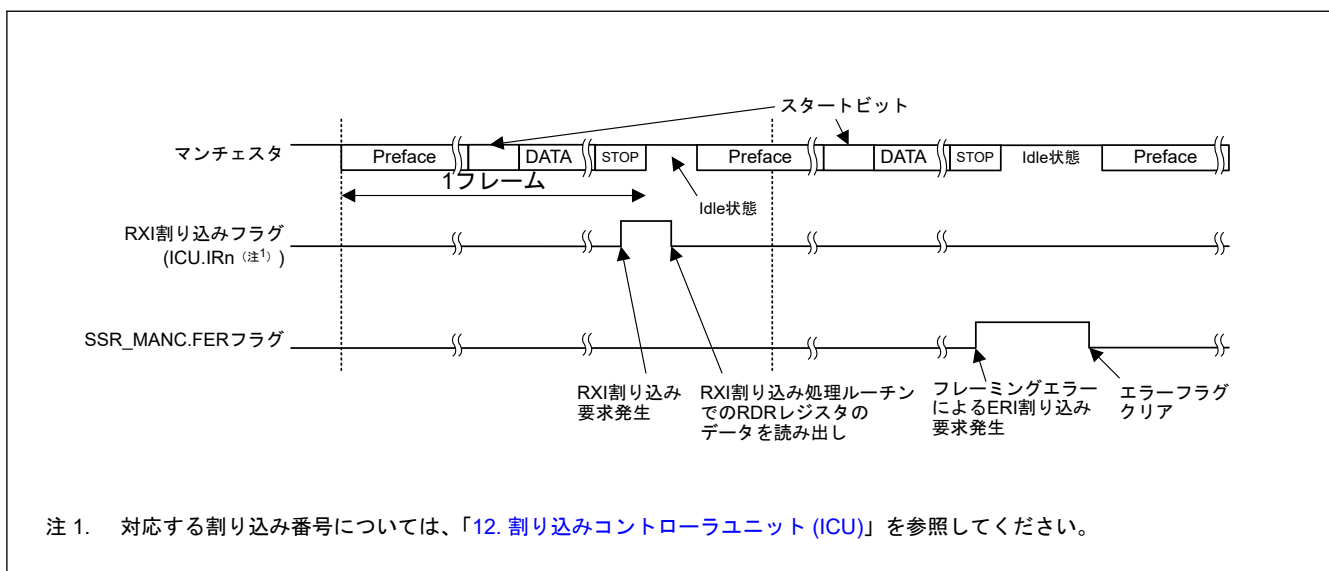 スタートビット
マンチェスタ
Preface
DATA
STOP
Preface
DATA
STOP
Idle状態
Preface
1フレーム
Idle状態
RXI割り込みフラグ
(ICU.IRn (注1) )
SSR_MANC.FERフラグ
RXI割り込み
要求発生
RXI割り込み処理ルーチン
でのRDRレジスタの
データを読み出し
フレーミングエラー
によるERI割り込み
要求発生
エラーフラグ
クリア
注 1. 対応する割り込み番号については、「12. 割り込みコントローラユニット (ICU)」を参照してください。